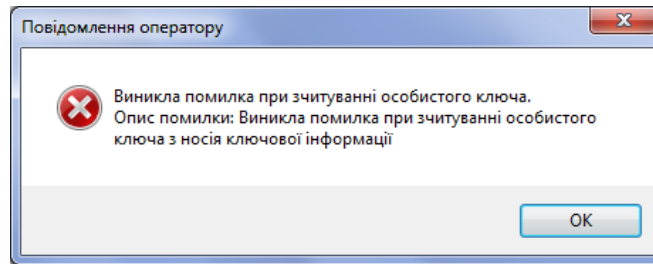 Повідомлення оператору
Виникла помилка при зчитуванні особистого ключа.
Опис помилки: Виникла помилка при зчитуванні особистого
ключа з носія ключової інформації
OK